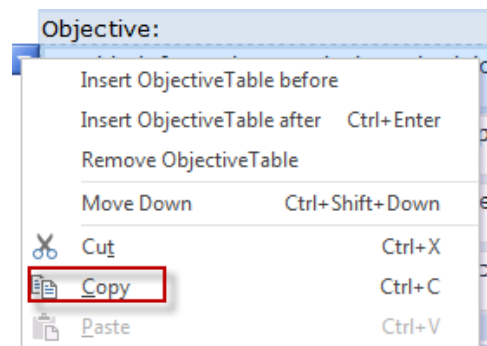 Objective:
Insert ObjectiveTable before
Insert ObjectiveTable after Ctrl+Enter
Remove ObjectiveTable
Move Down Ctrl+Shift+Down
Cut Ctrl+X
Copy Ctrl+C
Paste Ctrl+V